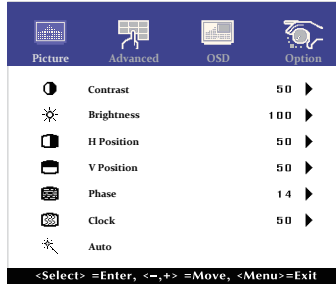 Picture Advanced OSD Option
Contrast 50
Brightness 100
H Position 50
V Position 50
Phase 14
Clock 50
Auto
<Select> =Enter, <–,+> =Move, <Menu>=Exit